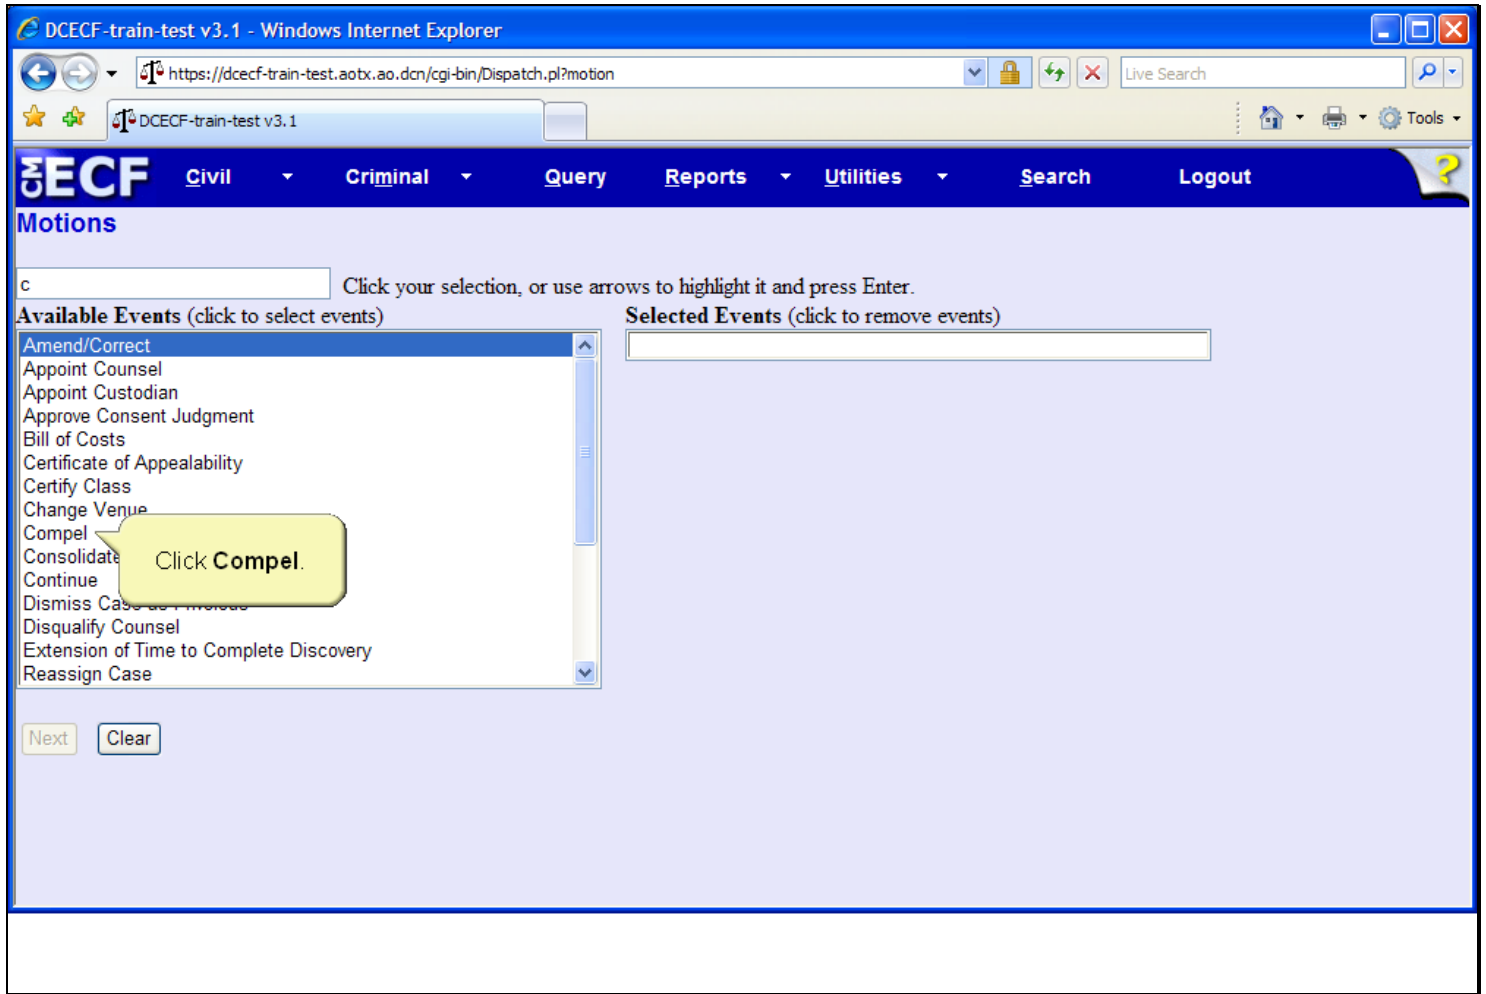 DCECF-train-test v3.1 - Windows Internet Explorer
https://dcecf-train-test.aotx.ao.dcn/cgi-bin/Dispatch.pl?motion
Live Search
DCECF-train-test v3.1
Tools
CM ECF Civil Criminal Query Reports Utilities Search Logout ?
Motions
c
Click your selection, or use arrows to highlight it and press Enter.
Available Events (click to select events)
Selected Events (click to remove events)
Amend/Correct
Appoint Counsel
Appoint Custodian
Approve Consent Judgment
Bill of Costs
Certificate of Appealability
Certify Class
Change Venue
Compel
Click Compel.
Consolidate
Continue
Dismiss Case as
Disqualify Counsel
Extension of Time to Complete Discovery
Reassign Case
Next Clear